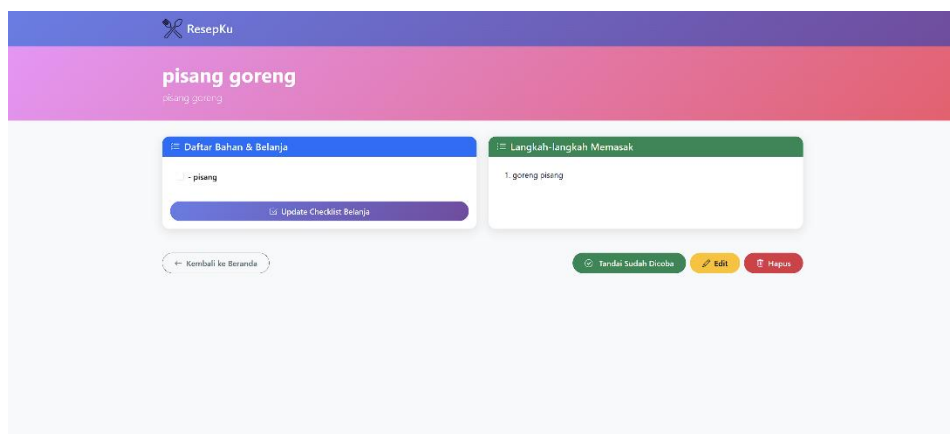 ResepKu
pisang goreng
pisang goreng
Daftar Bahan & Belanja
- pisang
Update Checklist Belanja
Langkah-langkah Memasak
1. goreng pisang
← Kembali ke Beranda
Tandai Sudah Dicoba
Edit
Hapus